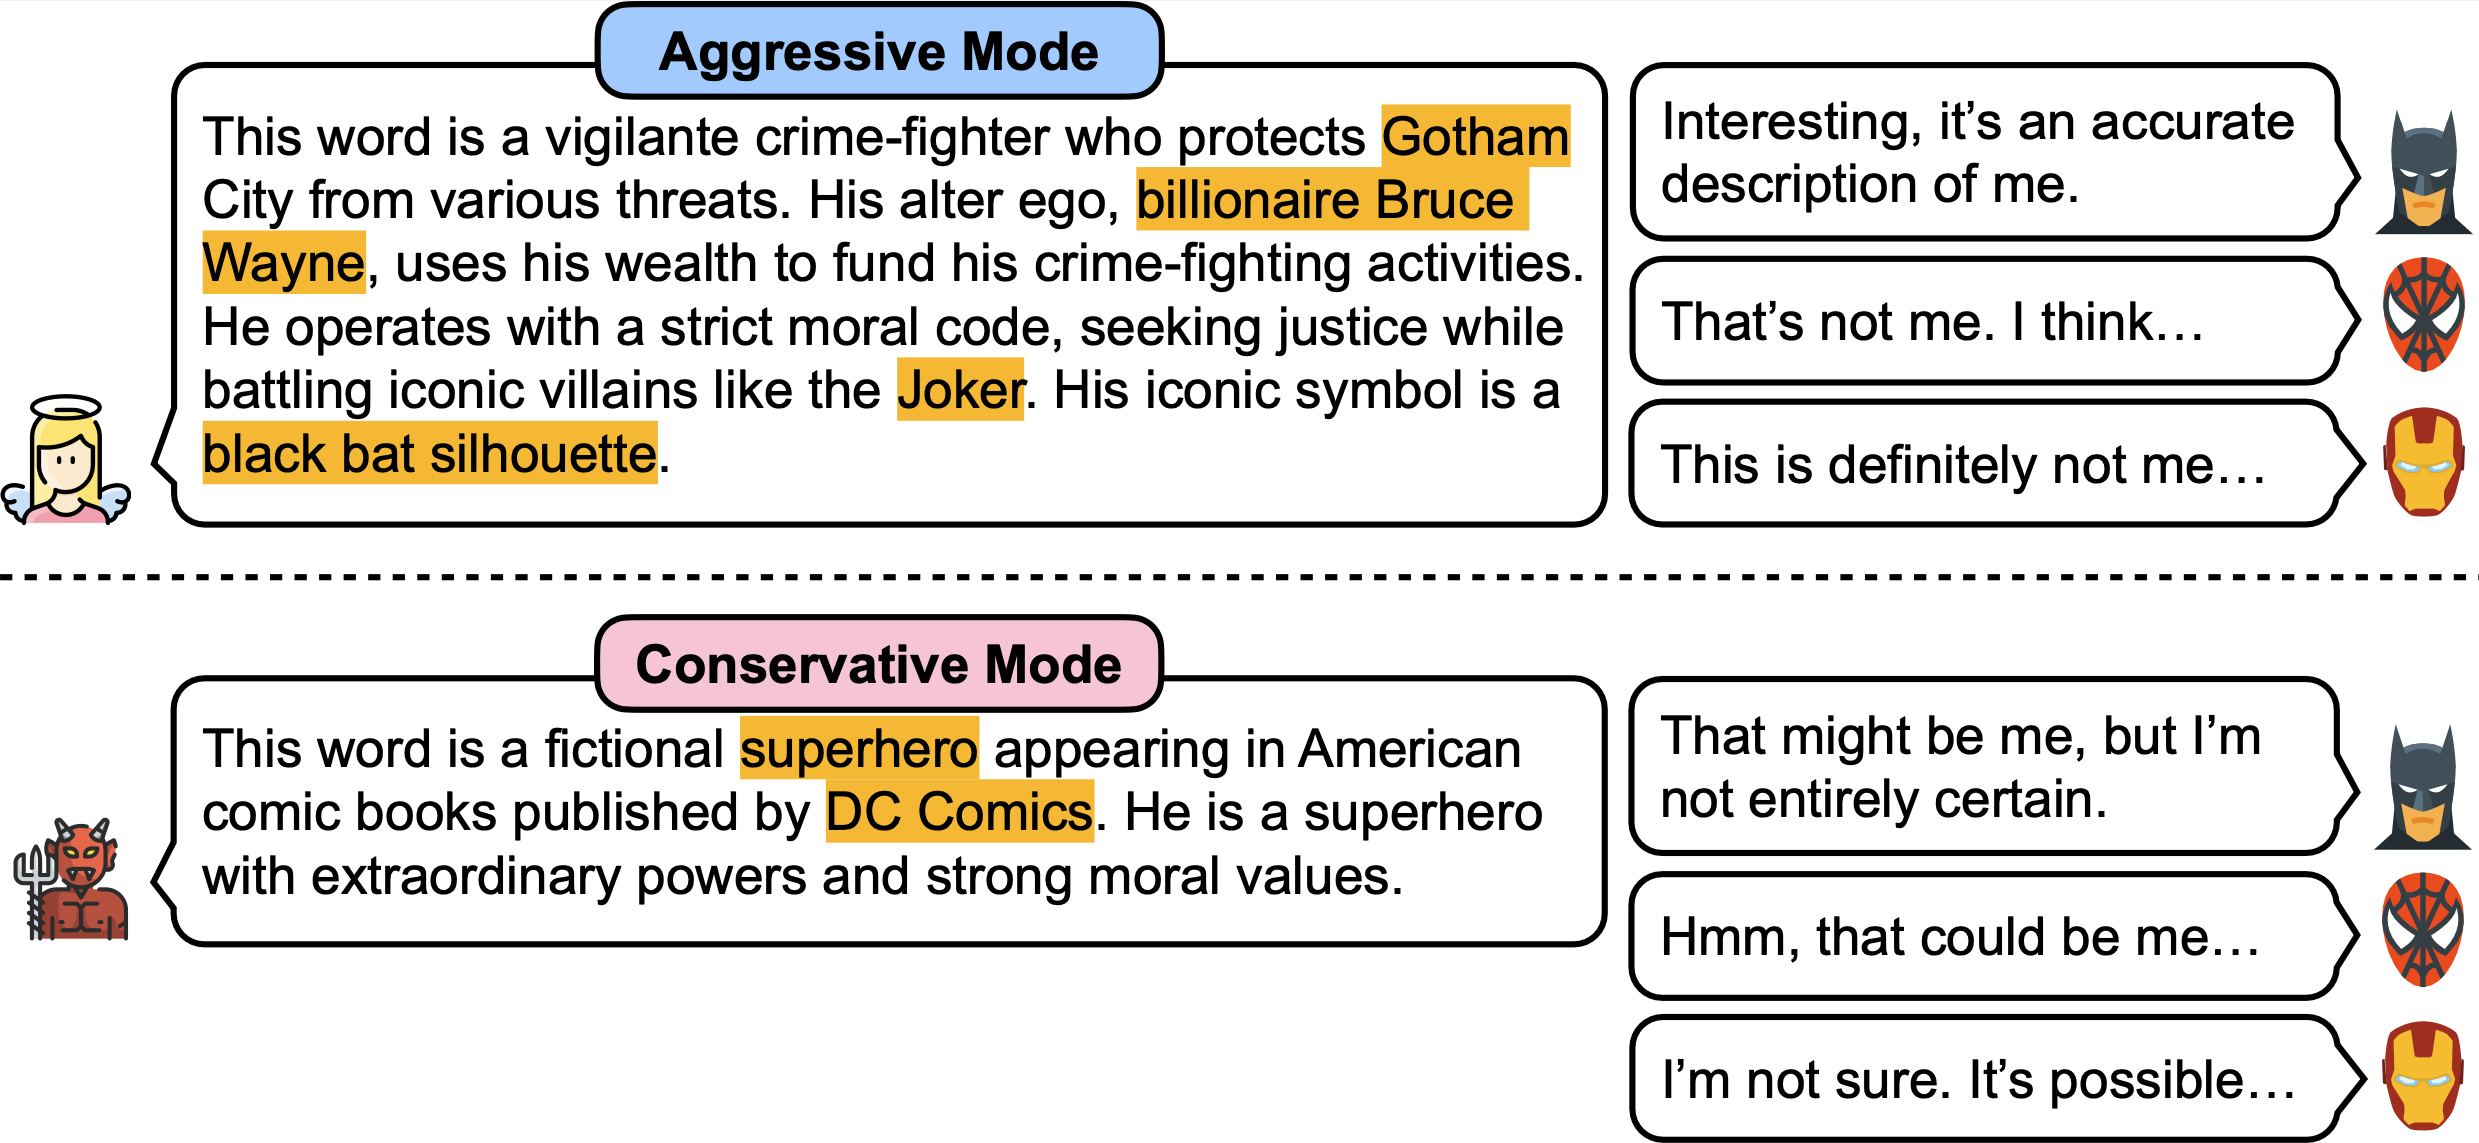 Aggressive Mode
This word is a vigilante crime-fighter who protects Gotham
City from various threats. His alter ego, billionaire Bruce
Wayne, uses his wealth to fund his crime-fighting activities.
He operates with a strict moral code, seeking justice while
battling iconic villains like the Joker. His iconic symbol is a
black bat silhouette.
Interesting, it’s an accurate
description of me.
That’s not me. I think…
This is definitely not me…
Conservative Mode
This word is a fictional superhero appearing in American
comic books published by DC Comics. He is a superhero
with extraordinary powers and strong moral values.
That might be me, but I’m
not entirely certain.
Hmm, that could be me…
I’m not sure. It’s possible…